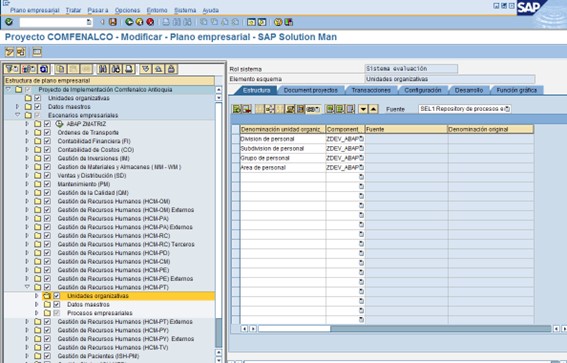 Plano empresarial Tratar Pasar a Opciones Entorno Sistema Ayuda
SAP
Proyecto COMFENALCO - Modificar - Plano empresarial - SAP Solution Man
Rol sistema
Sistema evaluación
Elemento esquema
Unidades organizativas
Estructura de plano empresarial
Proyecto de Implementación Comfenalco Antioquia
Unidades organizativas
Datos maestros
Escenarios empresariales
ABAP ZMATRIZ
Ordenes de Transporte
Contabilidad Financiera (FI)
Contabilidad de Costos (CO)
Gestión de Inversiones (IM)
Gestion de Materiales y Almacenes ( MM - WM )
Ventas y Distribución (SD)
Mantenimiento (PM)
Gestión de la Calidad (QM)
Gestión de Recursos Humanos (HCM-OM)
Gestión de Recursos Humanos (HCM-OM) Externos
Gestión de Recursos Humanos (HCM-PA)
Gestión de Recursos Humanos (HCM-PA) Externos
Gestión de Recursos Humanos (HCM-RC)
Gestión de Recursos Humanos (HCM-RC) Terceros
Gestión de Recursos Humanos (HCM-PD)
Gestión de Recursos Humanos (HCM-CM)
Gestión de Recursos Humanos (HCM-PE)
Gestión de Recursos Humanos (HCM-PE) Externos
Gestión de Recursos Humanos (HCM-PT)
Unidades organizativas
Datos maestros
Procesos empresariales
Gestión de Recursos Humanos (HCM-PT) Externos
Gestión de Recursos Humanos (HCM-PY)
Gestión de Recursos Humanos (HCM-PY) Externos
Gestión de Recursos Humanos (HCM-TV)
Gestión de Pacientes (ISH-PM)
Estructura Document.proyectos Transacciones Configuración Desarrollo Función gráfica
Fuente
SEL1 Repository de procesos e
Denominación unidad organiz. Component. Fuente Denominación original
Division de personal ZDEV_ABAP
Subdivision de personal ZDEV_ABAP
Grupo de personal ZDEV_ABAP
Area de personal ZDEV_ABAP